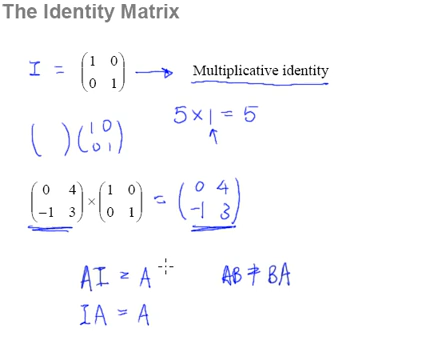 The Identity Matrix
I = (1 0 0 1) → Multiplicative identity
5 × 1 = 5
( ) (1 0 0 1)
(0 4 -1 3) × (1 0 0 1) = (0 4 -1 3)
AI = A AB ≠ BA
IA = A